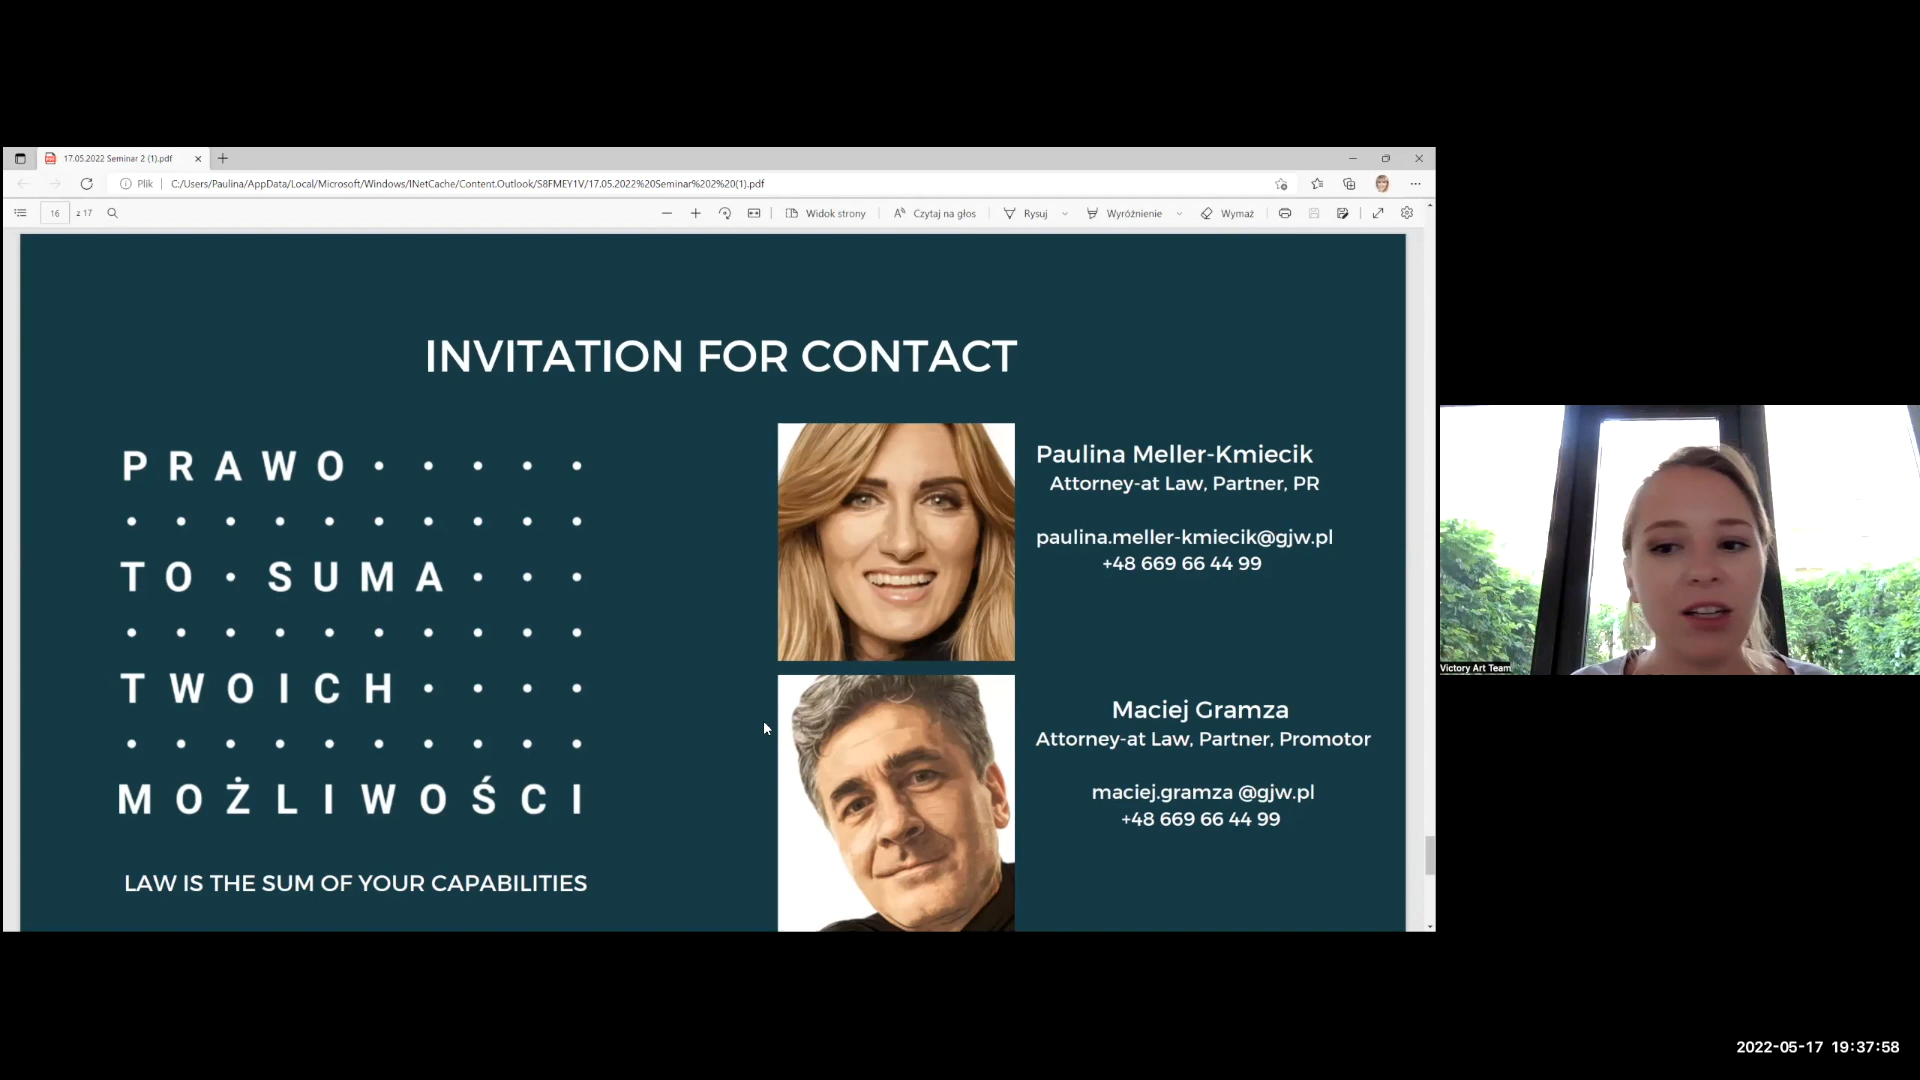 17.05.2022 Seminar 2 (1).pdf
Plik
C:/Users/Paulina/AppData/Local/Microsoft/Windows/INetCache/Content.Outlook/S8FMEY1V/17.05.2022%20Seminar%202%20(1).pdf
16 z 17
Widok strony
Czytaj na głos
Rysuj
Wyróżnienie
Wymaż
INVITATION FOR CONTACT
PRAWO
TO · SUMA
TWOICH
MOŻLIWOŚCI
LAW IS THE SUM OF YOUR CAPABILITIES
Paulina Meller-Kmiecik
Attorney-at Law, Partner, PR
paulina.meller-kmiecik@gjw.pl
+48 669 66 44 99
Maciej Gramza
Attorney-at Law, Partner, Promotor
maciej.gramza @gjw.pl
+48 669 66 44 99
Victory Art Team
2022-05-17 19:37:58